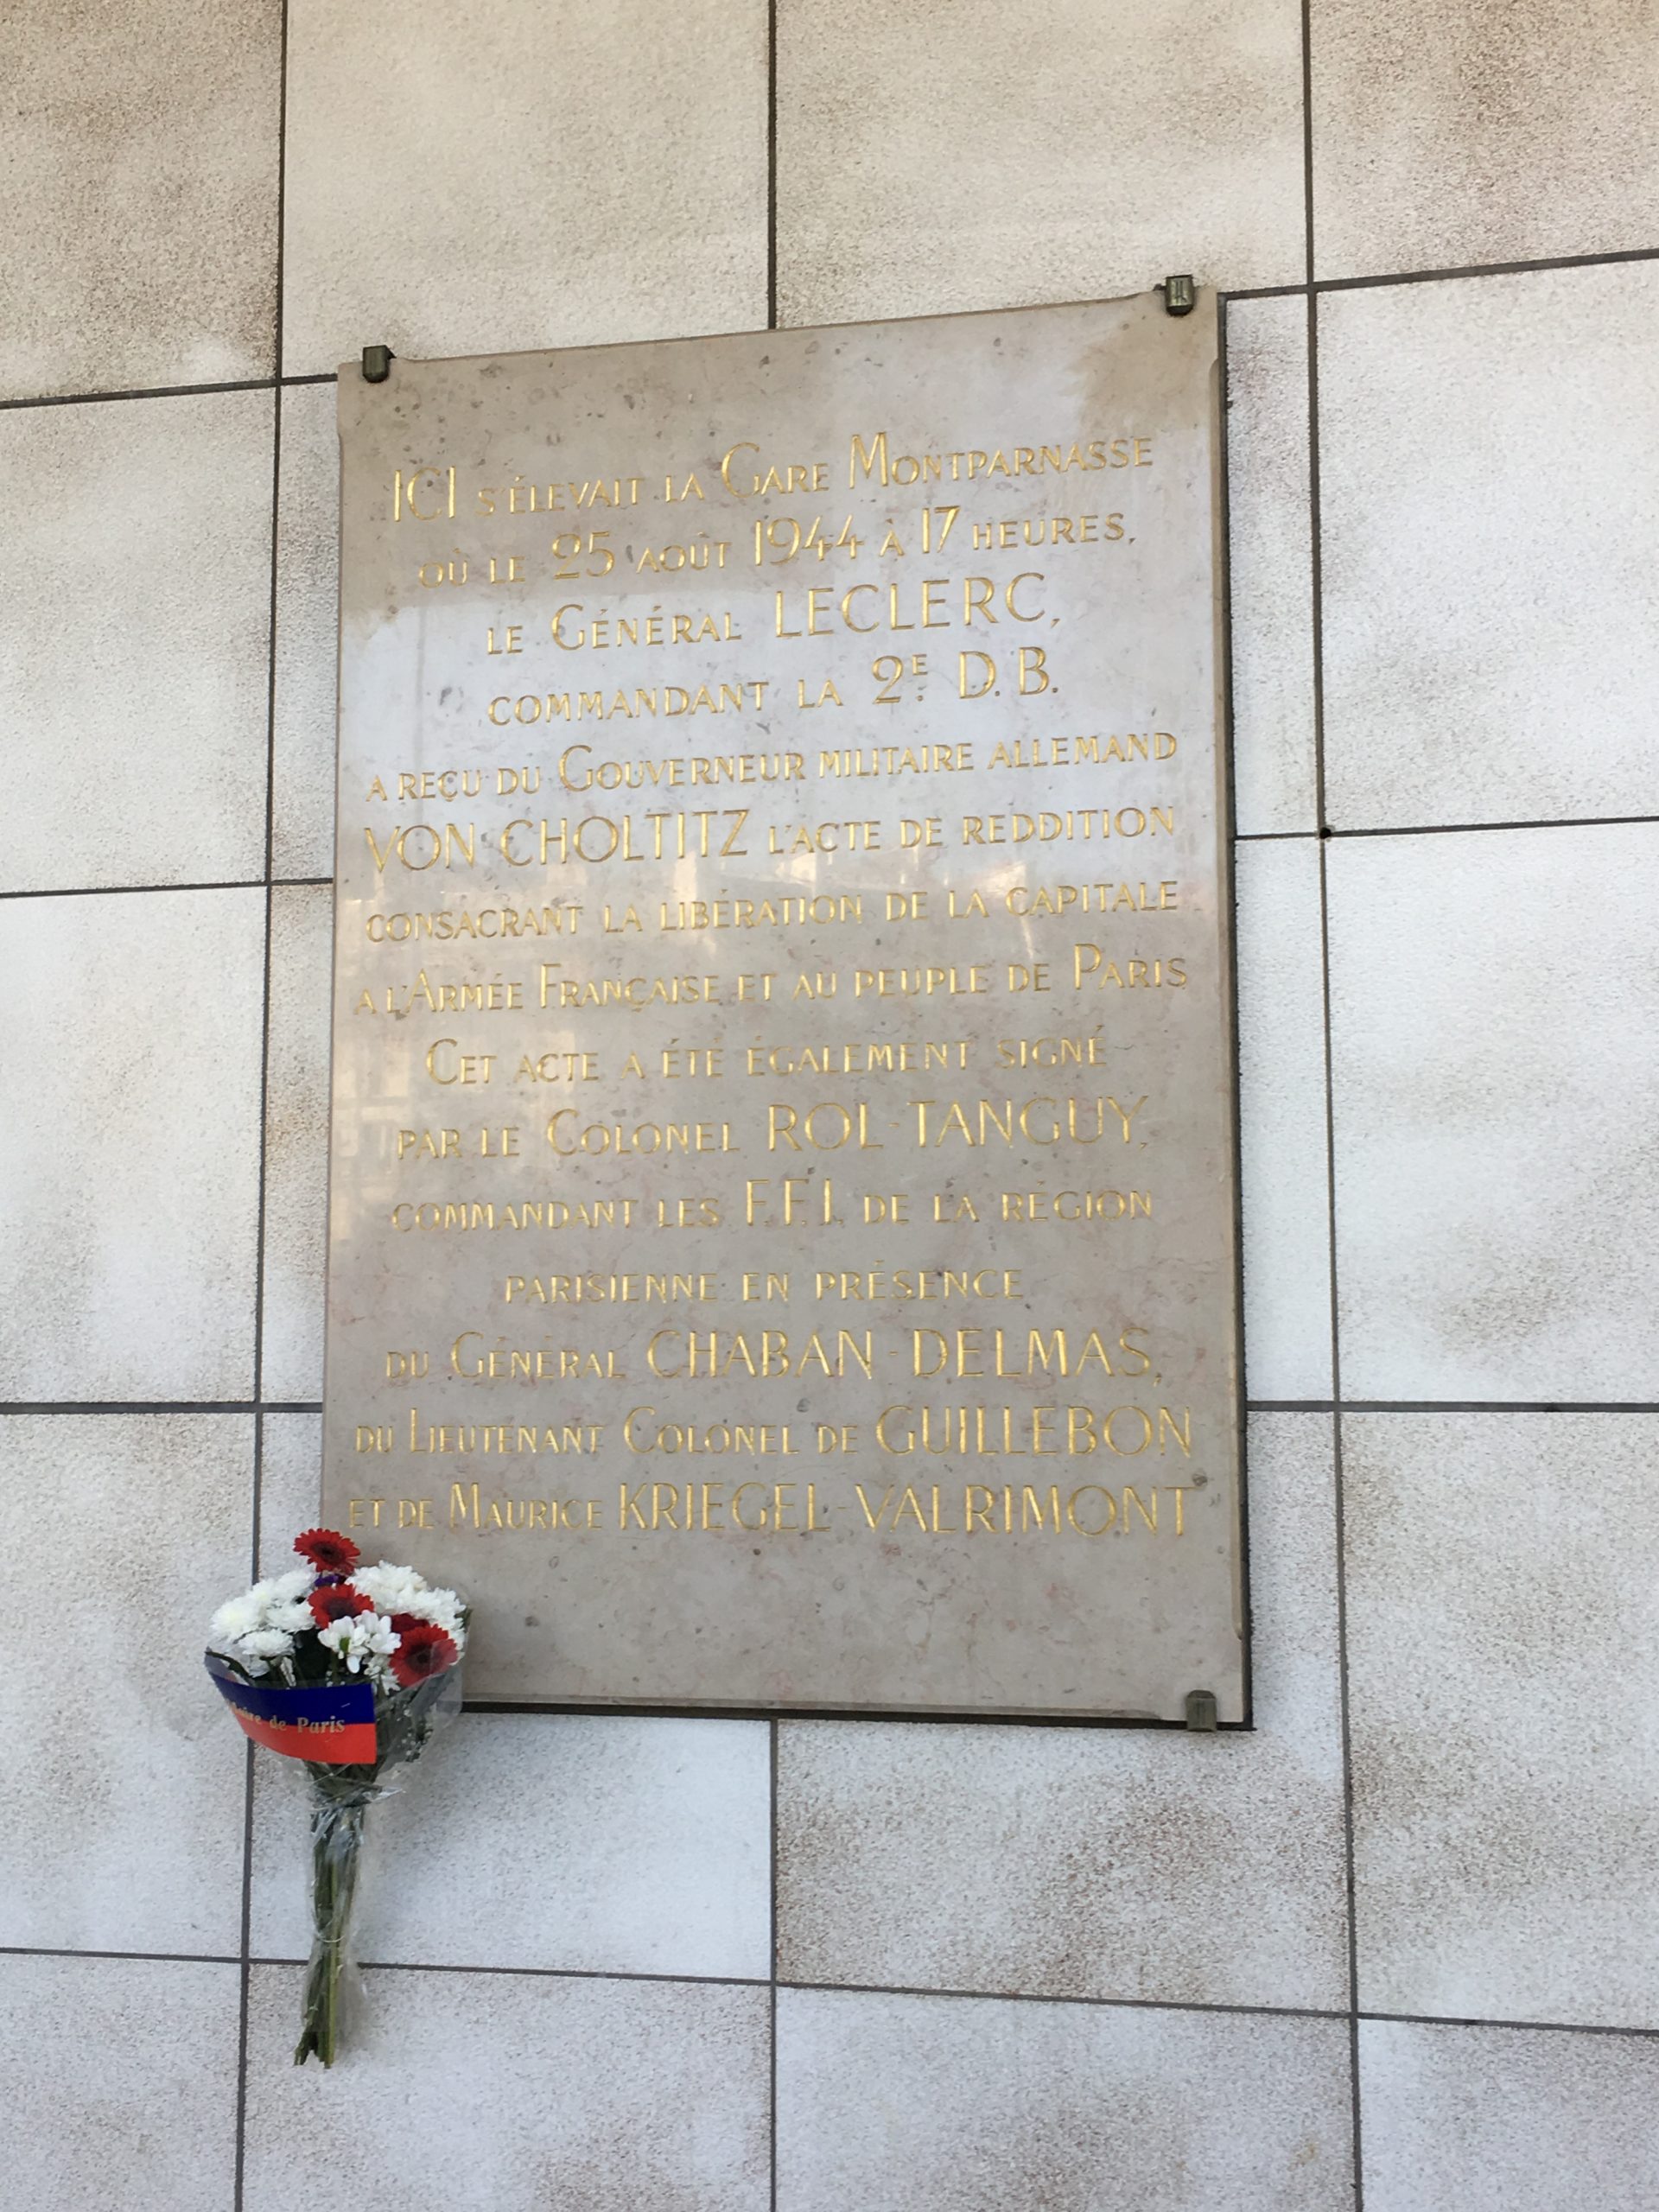 ICI S'ÉLEVAIT LA GARE MONTPARNASSE
OÙ LE 25 AOÛT 1944 À 17 HEURES,
LE GÉNÉRAL LECLERC,
COMMANDANT LA 2E D.B.
A REÇU DU GOUVERNEUR MILITAIRE ALLEMAND
VON CHOLTITZ L'ACTE DE REDDITION
CONSACRANT LA LIBÉRATION DE LA CAPITALE
A L'ARMÉE FRANÇAISE ET AU PEUPLE DE PARIS
CET ACTE A ÉTÉ ÉGALEMENT SIGNÉ
PAR LE COLONEL ROL-TANGUY,
COMMANDANT LES F.F.I. DE LA RÉGION
PARISIENNE EN PRÉSENCE
DU GÉNÉRAL CHABAN-DELMAS,
DU LIEUTENANT COLONEL DE GUILLEBON
ET DE MAURICE KRIEGEL-VALRIMONT
de Paris